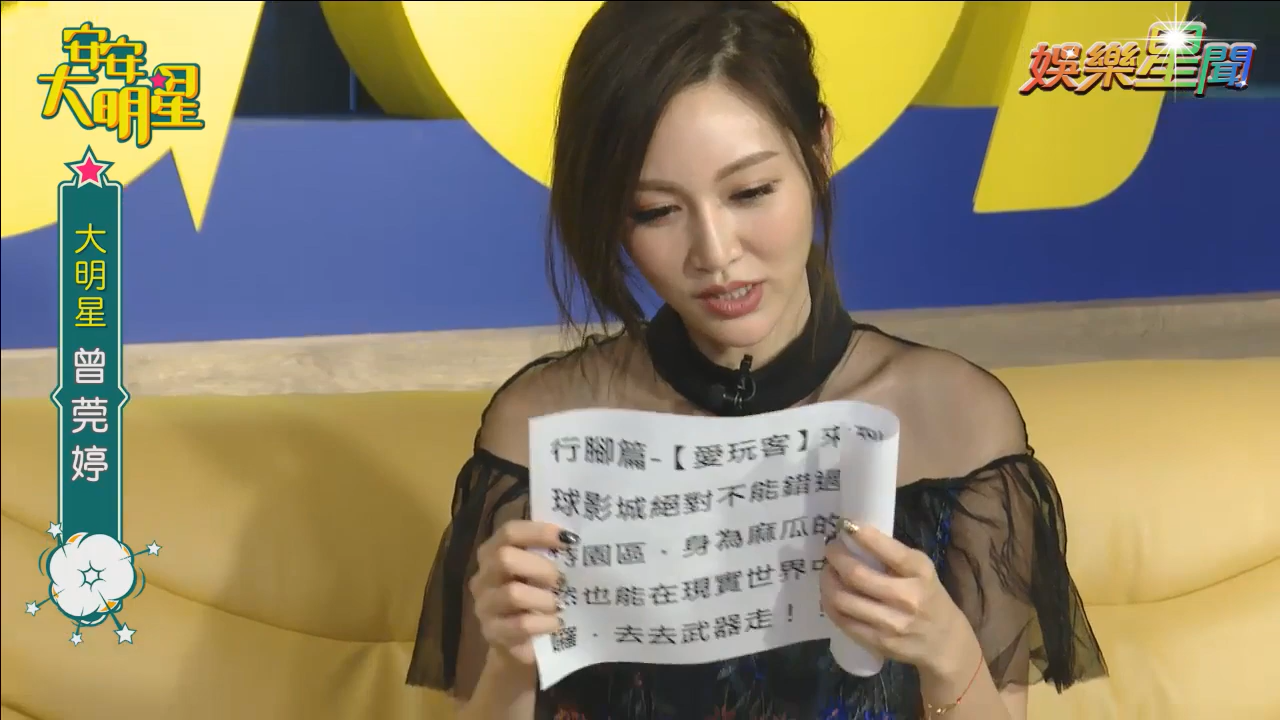 安安
大明星
娛樂星聞
大明星 曾莞婷
行腳篇-【愛玩客】來
球影城絕對不能錯過
特園區，身為麻瓜的
也能在現實世界
囉，去去武器走！！